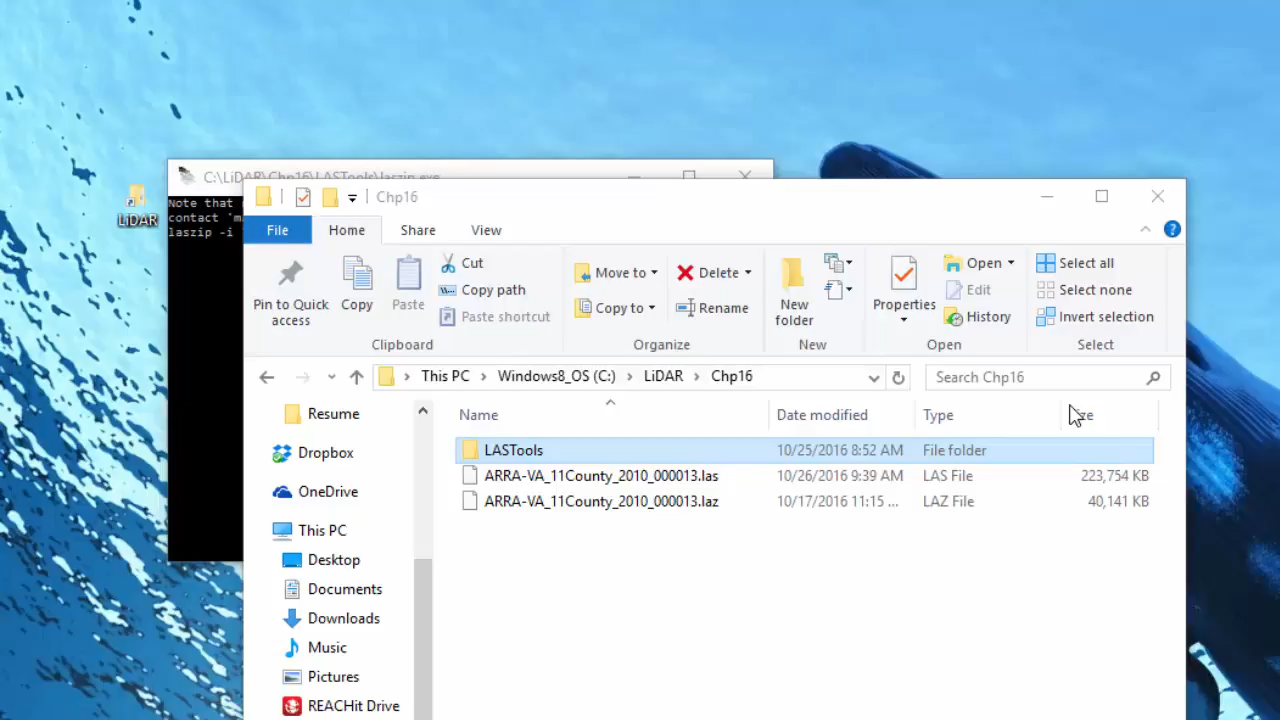 C:\LiDAR\Chp16\LASTools\laszip.exe
Note that
contact 'm
laszip -i
LiDAR
Chp16
File Home Share View
Pin to Quick access
Copy
Paste
Cut
Copy path
Paste shortcut
Clipboard
Move to
Copy to
Delete
Rename
Organize
New folder
New
Properties
Open
Edit
History
Open
Select all
Select none
Invert selection
Select
This PC Windows8_OS (C:) LiDAR Chp16
Search Chp16
Name Date modified Type
LASTools 10/25/2016 8:52 AM File folder
ARRA-VA_11County_2010_000013.las 10/26/2016 9:39 AM LAS File 223,754 KB
ARRA-VA_11County_2010_000013.laz 10/17/2016 11:15 ... LAZ File 40,141 KB
Resume
Dropbox
OneDrive
This PC
Desktop
Documents
Downloads
Music
Pictures
REACHit Drive